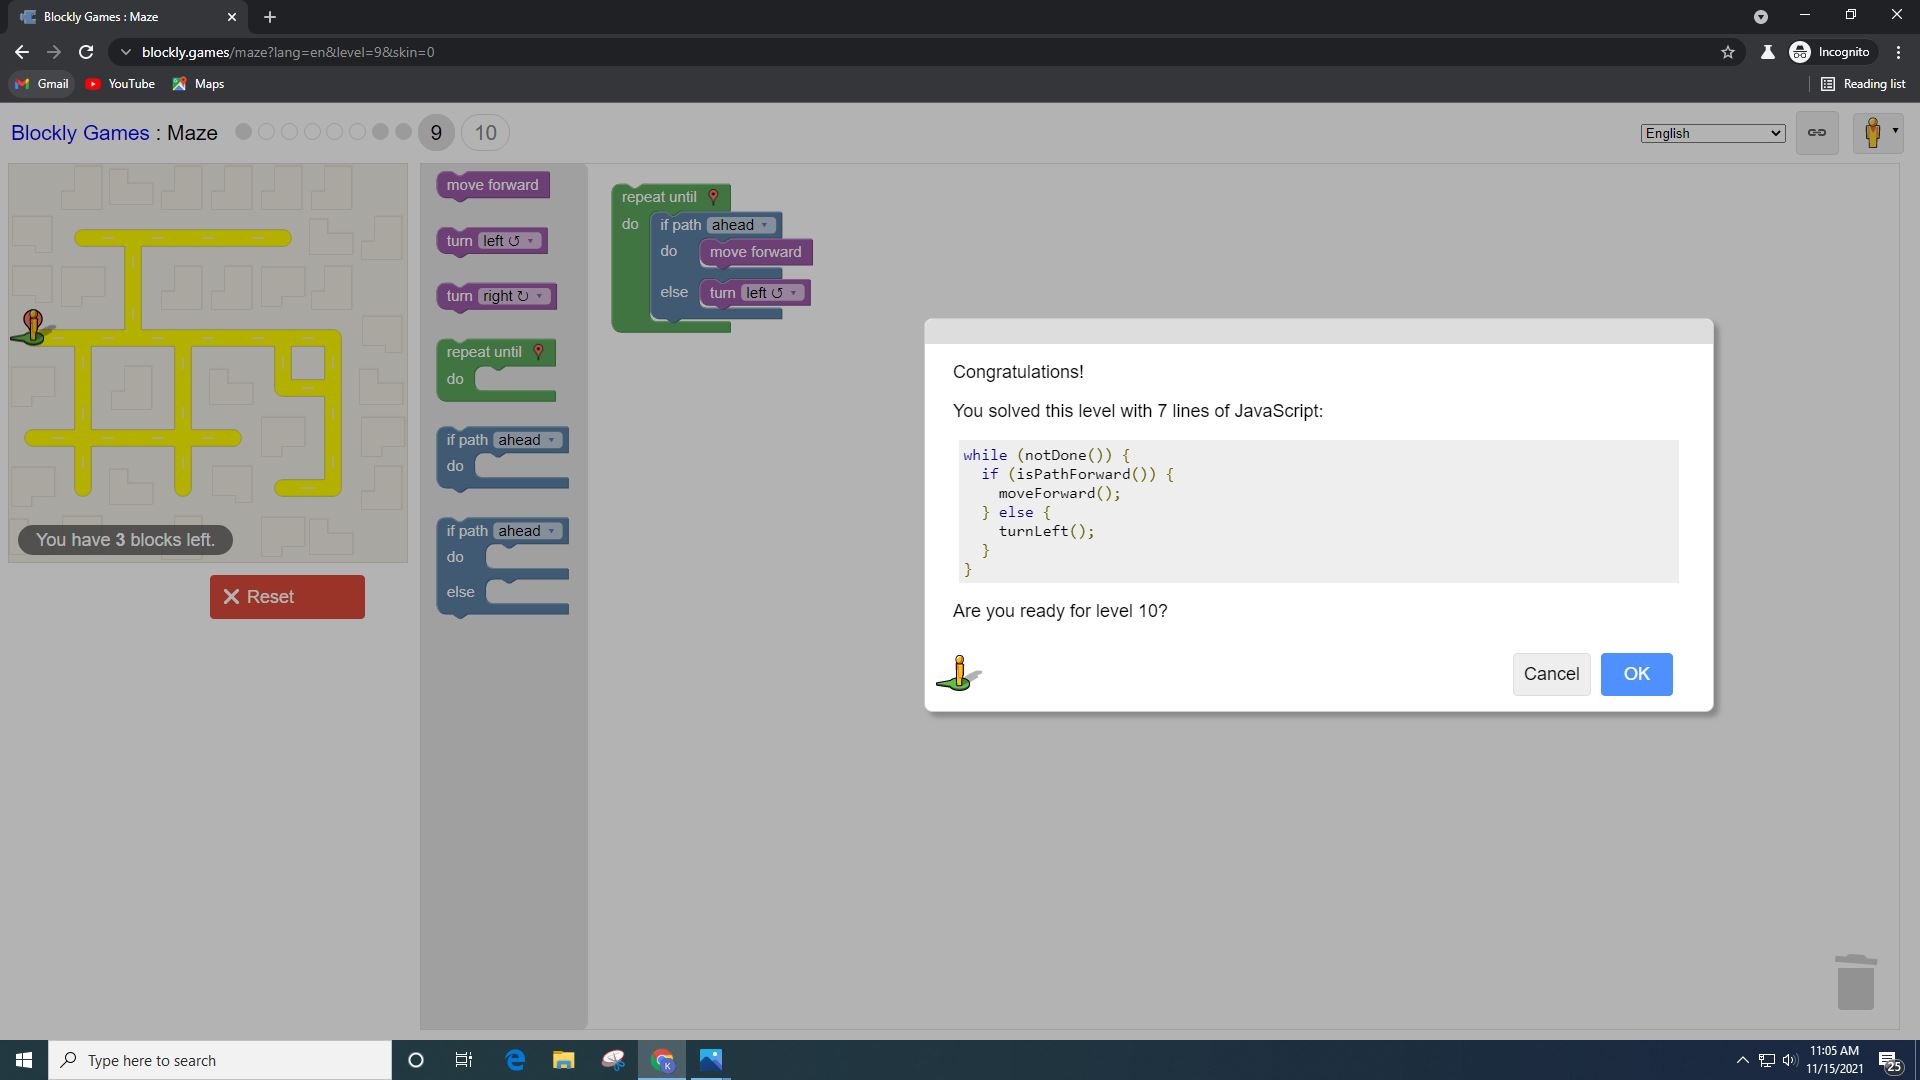 Blockly Games : Maze
blockly.games/maze?lang=en&level=9&skin=0
Incognito
Gmail
YouTube
Maps
Reading list
Blockly Games : Maze
9
10
English
move forward
turn left ↺
turn right ↻
repeat until
do
if path ahead
do
if path ahead
do
else
repeat until
do
if path ahead
do
move forward
else
turn left ↺
You have 3 blocks left.
Reset
Congratulations!
You solved this level with 7 lines of JavaScript:
while (notDone()) {
if (isPathForward()) {
moveForward();
} else {
turnLeft();
}
}
Are you ready for level 10?
Cancel
OK
Type here to search
K
11:05 AM
11/15/2021
25